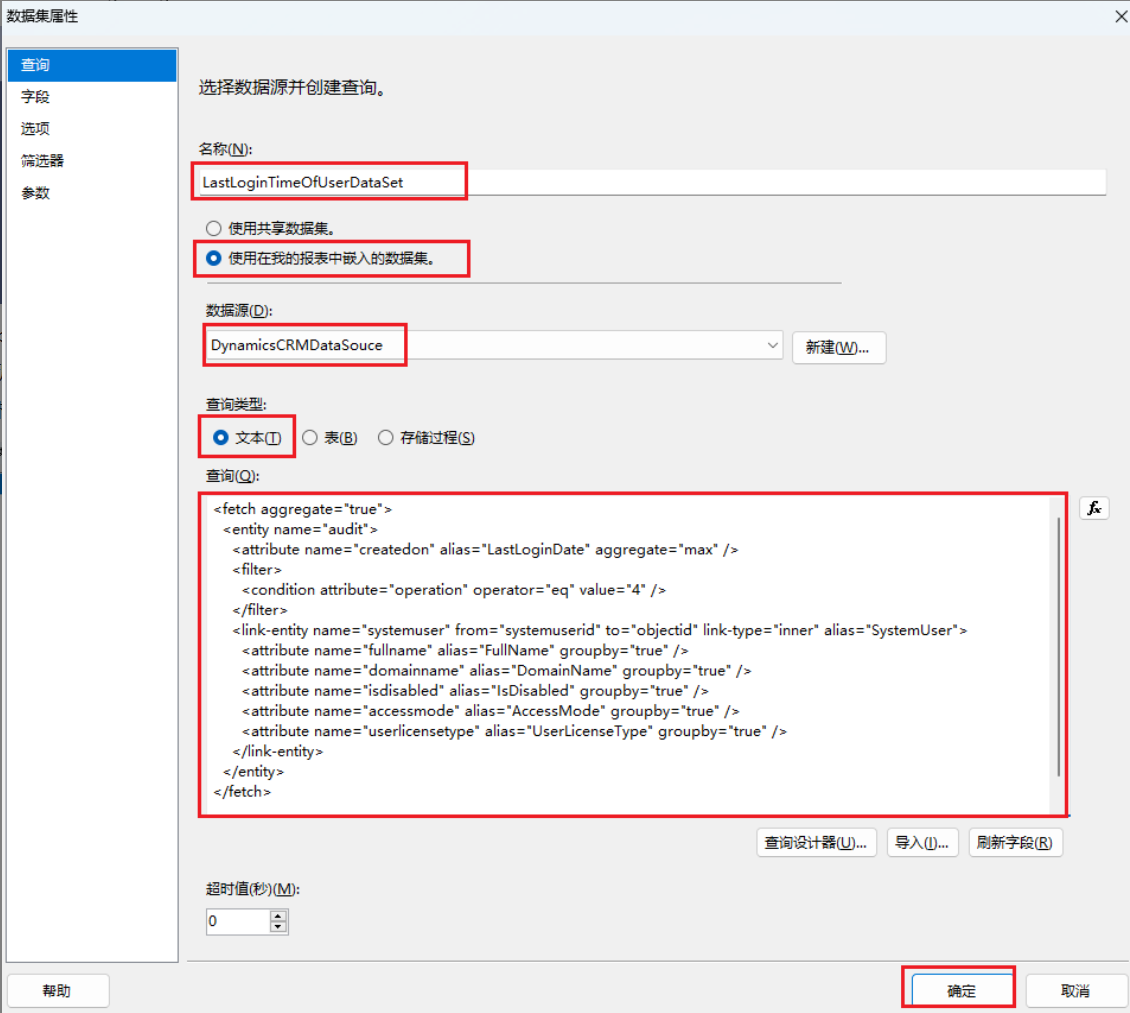 数据集属性
查询
字段
选项
筛选器
参数
选择数据源并创建查询。
名称(N):
LastLoginTimeOfUserDataSet
使用共享数据集。
使用在我的报表中嵌入的数据集。
数据源(D):
DynamicsCRMDataSouce
新建(W)...
查询类型:
文本(T) 表(B) 存储过程(S)
查询(Q):
<fetch aggregate="true">
<entity name="audit">
<attribute name="createdon" alias="LastLoginDate" aggregate="max" />
<filter>
<condition attribute="operation" operator="eq" value="4" />
</filter>
<link-entity name="systemuser" from="systemuserid" to="objectid" link-type="inner" alias="SystemUser">
<attribute name="fullname" alias="FullName" groupby="true" />
<attribute name="domainname" alias="DomainName" groupby="true" />
<attribute name="isdisabled" alias="IsDisabled" groupby="true" />
<attribute name="accessmode" alias="AccessMode" groupby="true" />
<attribute name="userlicensetype" alias="UserLicenseType" groupby="true" />
</link-entity>
</entity>
</fetch>
fx
查询设计器(U)... 导入(I)... 刷新字段(R)
超时值(秒)(M):
0
帮助 确定 取消